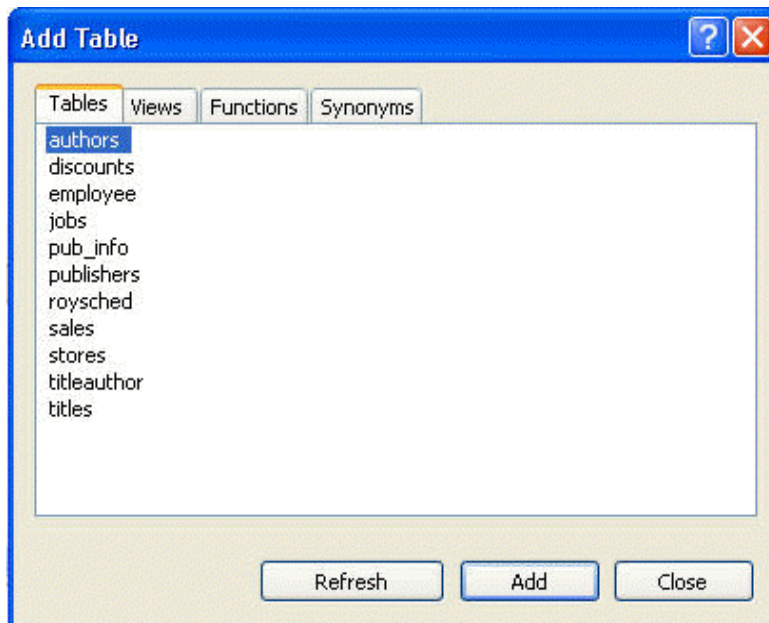 Add Table
Tables Views Functions Synonyms
authors
discounts
employee
jobs
pub_info
publishers
roysched
sales
stores
titleauthor
titles
Refresh Add Close